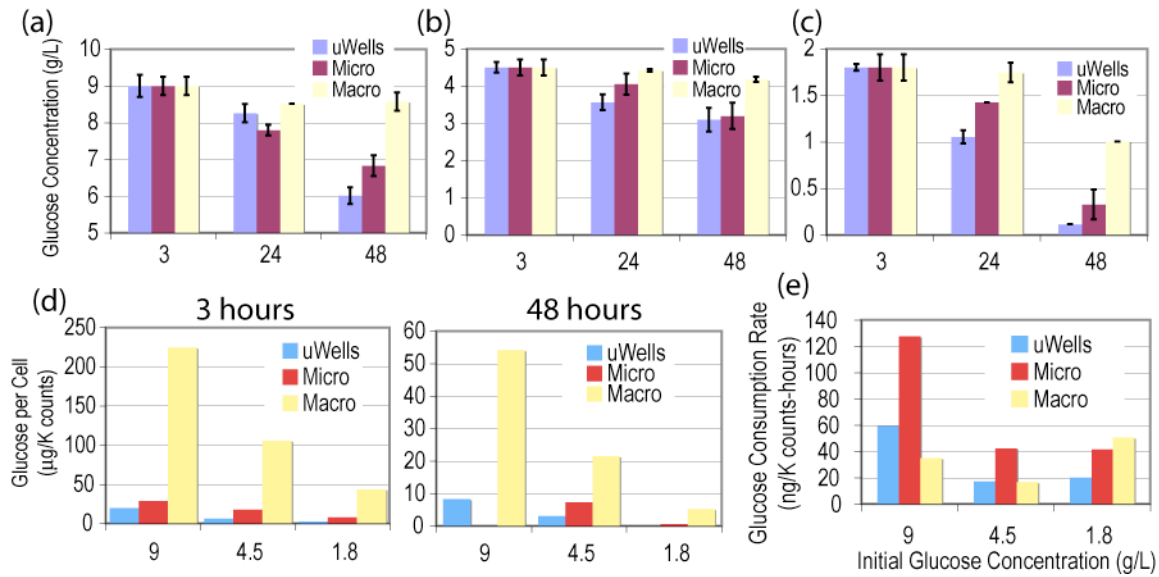 (a)
Glucose Concentration (g/L)
10
9
8
7
6
5
uWells
Micro
Macro
3 24 48
(b)
5
4
3
2
1
0
uWells
Micro
Macro
3 24 48
(c)
2
1.5
1
0.5
0
uWells
Micro
Macro
3 24 48
(d)
3 hours
Glucose per Cell
(µg/K counts)
250
200
150
100
50
0
uWells
Micro
Macro
9 4.5 1.8
48 hours
60
50
40
30
20
10
0
uWells
Micro
Macro
9 4.5 1.8
(e)
Glucose Consumption Rate
(ng/K counts-hours)
140
120
100
80
60
40
20
0
uWells
Micro
Macro
9 4.5 1.8
Initial Glucose Concentration (g/L)